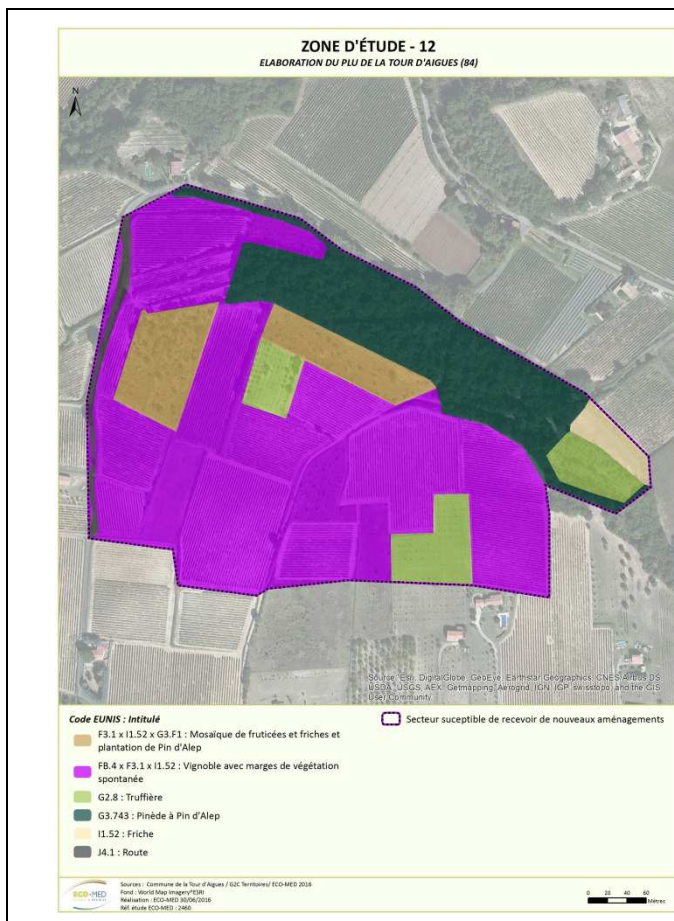 ZONE D'ÉTUDE - 12
ELABORATION DU PLU DE LA TOUR D'AIGUES (84)
N
Source: Esri, DigitalGlobe, GeoEye, Earthstar Geographics, CNES/Airbus DS,
USDA, USGS, AEX, Getmapping, Aerogrid, IGN, IGP, swisstopo, and the GIS
User Community
Code EUNIS : Intitulé
F3.1 x I1.52 x G3.F1 : Mosaïque de fruticées et friches et
plantation de Pin d'Alep
FB.4 x F3.1 x I1.52 : Vignoble avec marges de végétation
spontanée
G2.8 : Truffière
G3.743 : Pinède à Pin d'Alep
I1.52 : Friche
J4.1 : Route
Secteur suceptible de recevoir de nouveaux aménagements
ECO-MED
Sources : Commune de la Tour d'Aigues / G2C Territoires/ ECO-MED 2016
Fond : World Map Imagery®ESRI
Réalisation : ECO-MED 30/06/2016
Réf. étude ECO-MED : 2460
0 20 40 60
Mètres